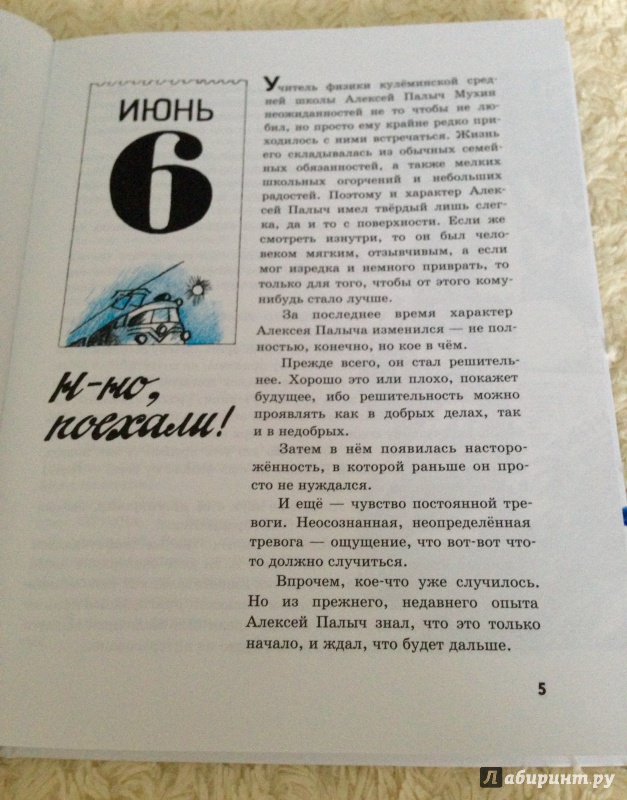 ИЮНЬ
6
Н-но,
поехали!
Учитель физики кулёминской сред-
ней школы Алексей Палыч Мухин
неожиданностей не то чтобы не лю-
бил, но просто ему крайне редко при-
ходилось с ними встречаться. Жизнь
его складывалась из обычных семей-
ных обязанностей, а также мелких
школьных огорчений и небольших
радостей. Поэтому и характер Алек-
сей Палыч имел твёрдый лишь слег-
ка, да и то с поверхности. Если же
смотреть изнутри, то он был чело-
веком мягким, отзывчивым, а если
мог изредка и немного приврать, то
только для того, чтобы от этого кому-
нибудь стало лучше.
За последнее время характер
Алексея Палыча изменился — не пол-
ностью, конечно, но кое в чём.
Прежде всего, он стал решитель-
нее. Хорошо это или плохо, покажет
будущее, ибо решительность можно
проявлять как в добрых делах, так
и в недобрых.
Затем в нём появилась насторо-
жённость, в которой раньше он про-
сто не нуждался.
И ещё — чувство постоянной тре-
воги. Неосознанная, неопределённая
тревога — ощущение, что вот-вот что-
то должно случиться.
Впрочем, кое-что уже случилось.
Но из прежнего, недавнего опыта
Алексей Палыч знал, что это только
начало, и ждал, что будет дальше.
5
Лабиринт.ру